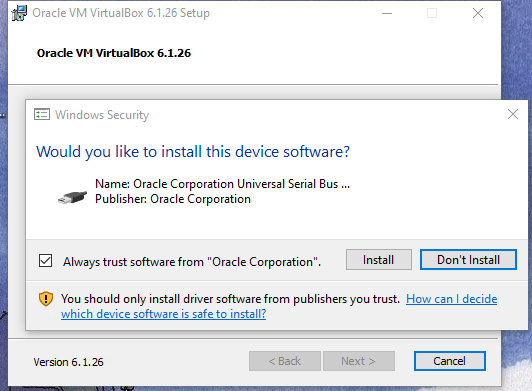 Oracle VM VirtualBox 6.1.26 Setup
Oracle VM VirtualBox 6.1.26
Windows Security
Would you like to install this device software?
Name: Oracle Corporation Universal Serial Bus ...
Publisher: Oracle Corporation
Always trust software from "Oracle Corporation".
Install
Don't Install
You should only install driver software from publishers you trust. How can I decide
which device software is safe to install?
Version 6.1.26
< Back
Next >
Cancel